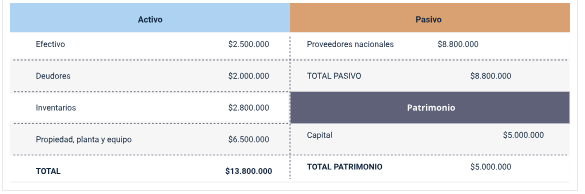 Activo Pasivo
Efectivo $2.500.000 Proveedores nacionales $8.800.000
Deudores $2.000.000 TOTAL PASIVO $8.800.000
Inventarios $2.800.000 Patrimonio
Propiedad, planta y equipo $6.500.000 Capital $5.000.000
TOTAL $13.800.000 TOTAL PATRIMONIO $5.000.000